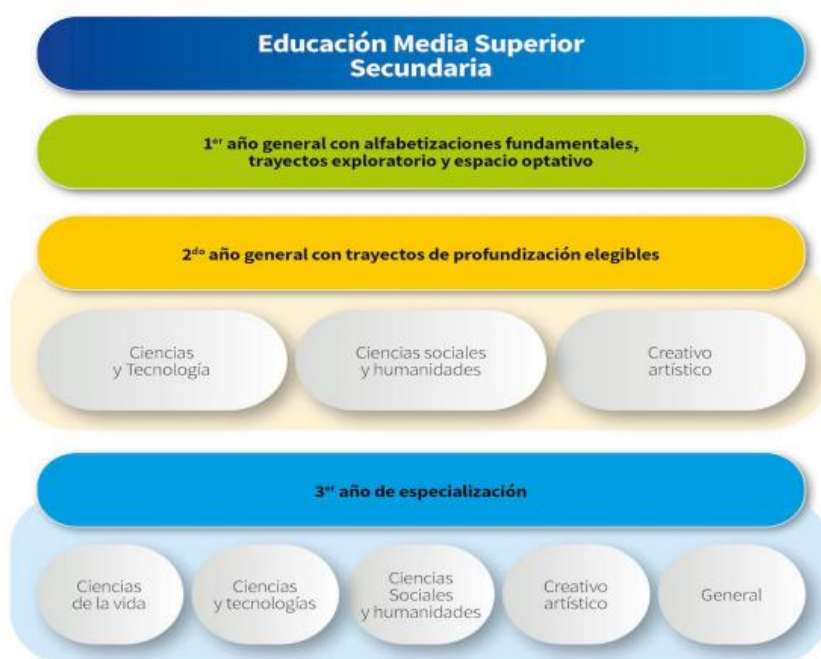 Educación Media Superior
Secundaria
1er año general con alfabetizaciones fundamentales,
trayectos exploratorio y espacio optativo
2do año general con trayectos de profundización elegibles
Ciencias
y Tecnología
Ciencias sociales
y humanidades
Creativo
artístico
3er año de especialización
Ciencias
de la vida
Ciencias
y tecnologías
Ciencias
Sociales
y humanidades
Creativo
artístico
General